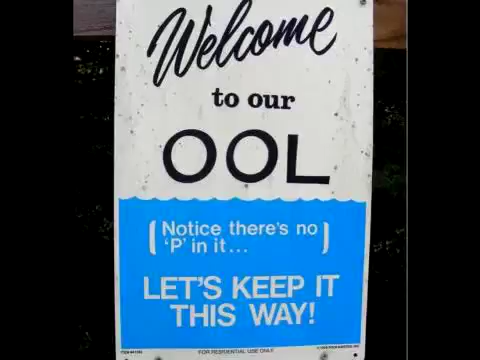 Welcome
to our
OOL
[Notice there's no
'P' in it...]
LET'S KEEP IT
THIS WAY!
FOR RESIDENTIAL USE ONLY